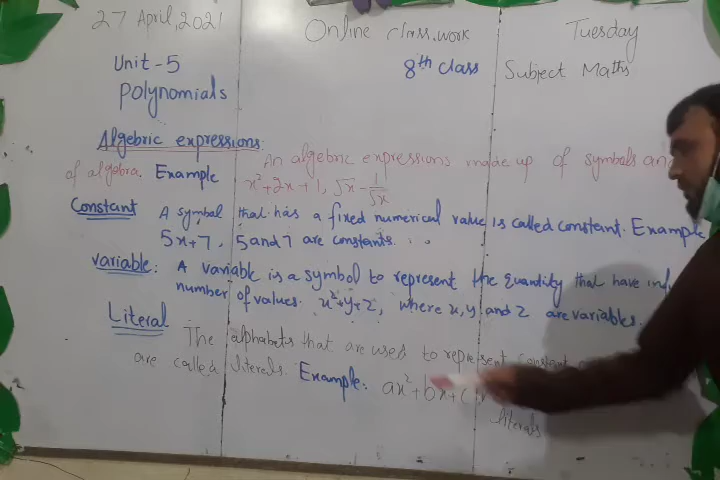 27 April, 2021 Online class.work Tuesday
Unit-5 8th class Subject Maths
Polynomials
Algebric expressions:
An algebric expressions made up of symbols an
of algebra. Example x²+2x+1, √x - 1/√x
Constant A symbol that has a fixed numerical value is called constant. Example
5x+7, 5 and 7 are constants.
Variable: A variable is a symbol to represent the quantity that have inf
number of values. x²+y+z, where x, y, and z are variables.
Literal The alphabets that are used to represent constant
are called literals. Example: ax²+bx+c
literals